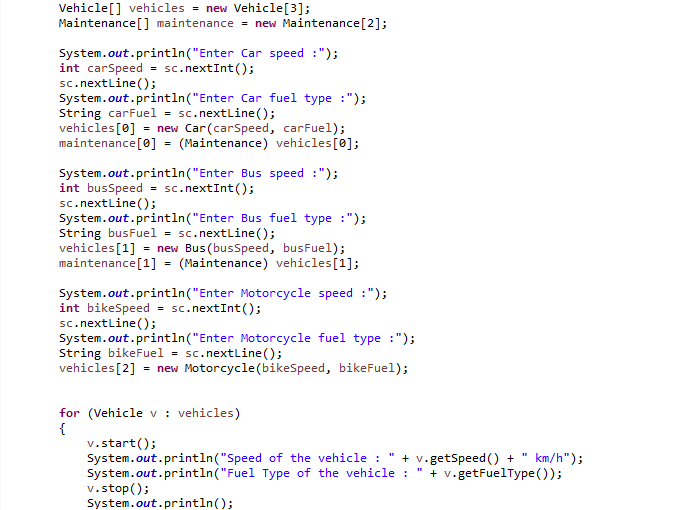 Vehicle[] vehicles = new Vehicle[3];
Maintenance[] maintenance = new Maintenance[2];
System.out.println("Enter Car speed :");
int carSpeed = sc.nextInt();
sc.nextLine();
System.out.println("Enter Car fuel type :");
String carFuel = sc.nextLine();
vehicles[0] = new Car(carSpeed, carFuel);
maintenance[0] = (Maintenance) vehicles[0];
System.out.println("Enter Bus speed :");
int busSpeed = sc.nextInt();
sc.nextLine();
System.out.println("Enter Bus fuel type :");
String busFuel = sc.nextLine();
vehicles[1] = new Bus(busSpeed, busFuel);
maintenance[1] = (Maintenance) vehicles[1];
System.out.println("Enter Motorcycle speed :");
int bikeSpeed = sc.nextInt();
sc.nextLine();
System.out.println("Enter Motorcycle fuel type :");
String bikeFuel = sc.nextLine();
vehicles[2] = new Motorcycle(bikeSpeed, bikeFuel);
for (Vehicle v : vehicles)
{
v.start();
System.out.println("Speed of the vehicle : " + v.getSpeed() + " km/h");
System.out.println("Fuel Type of the vehicle : " + v.getFuelType());
v.stop();
System.out.println();